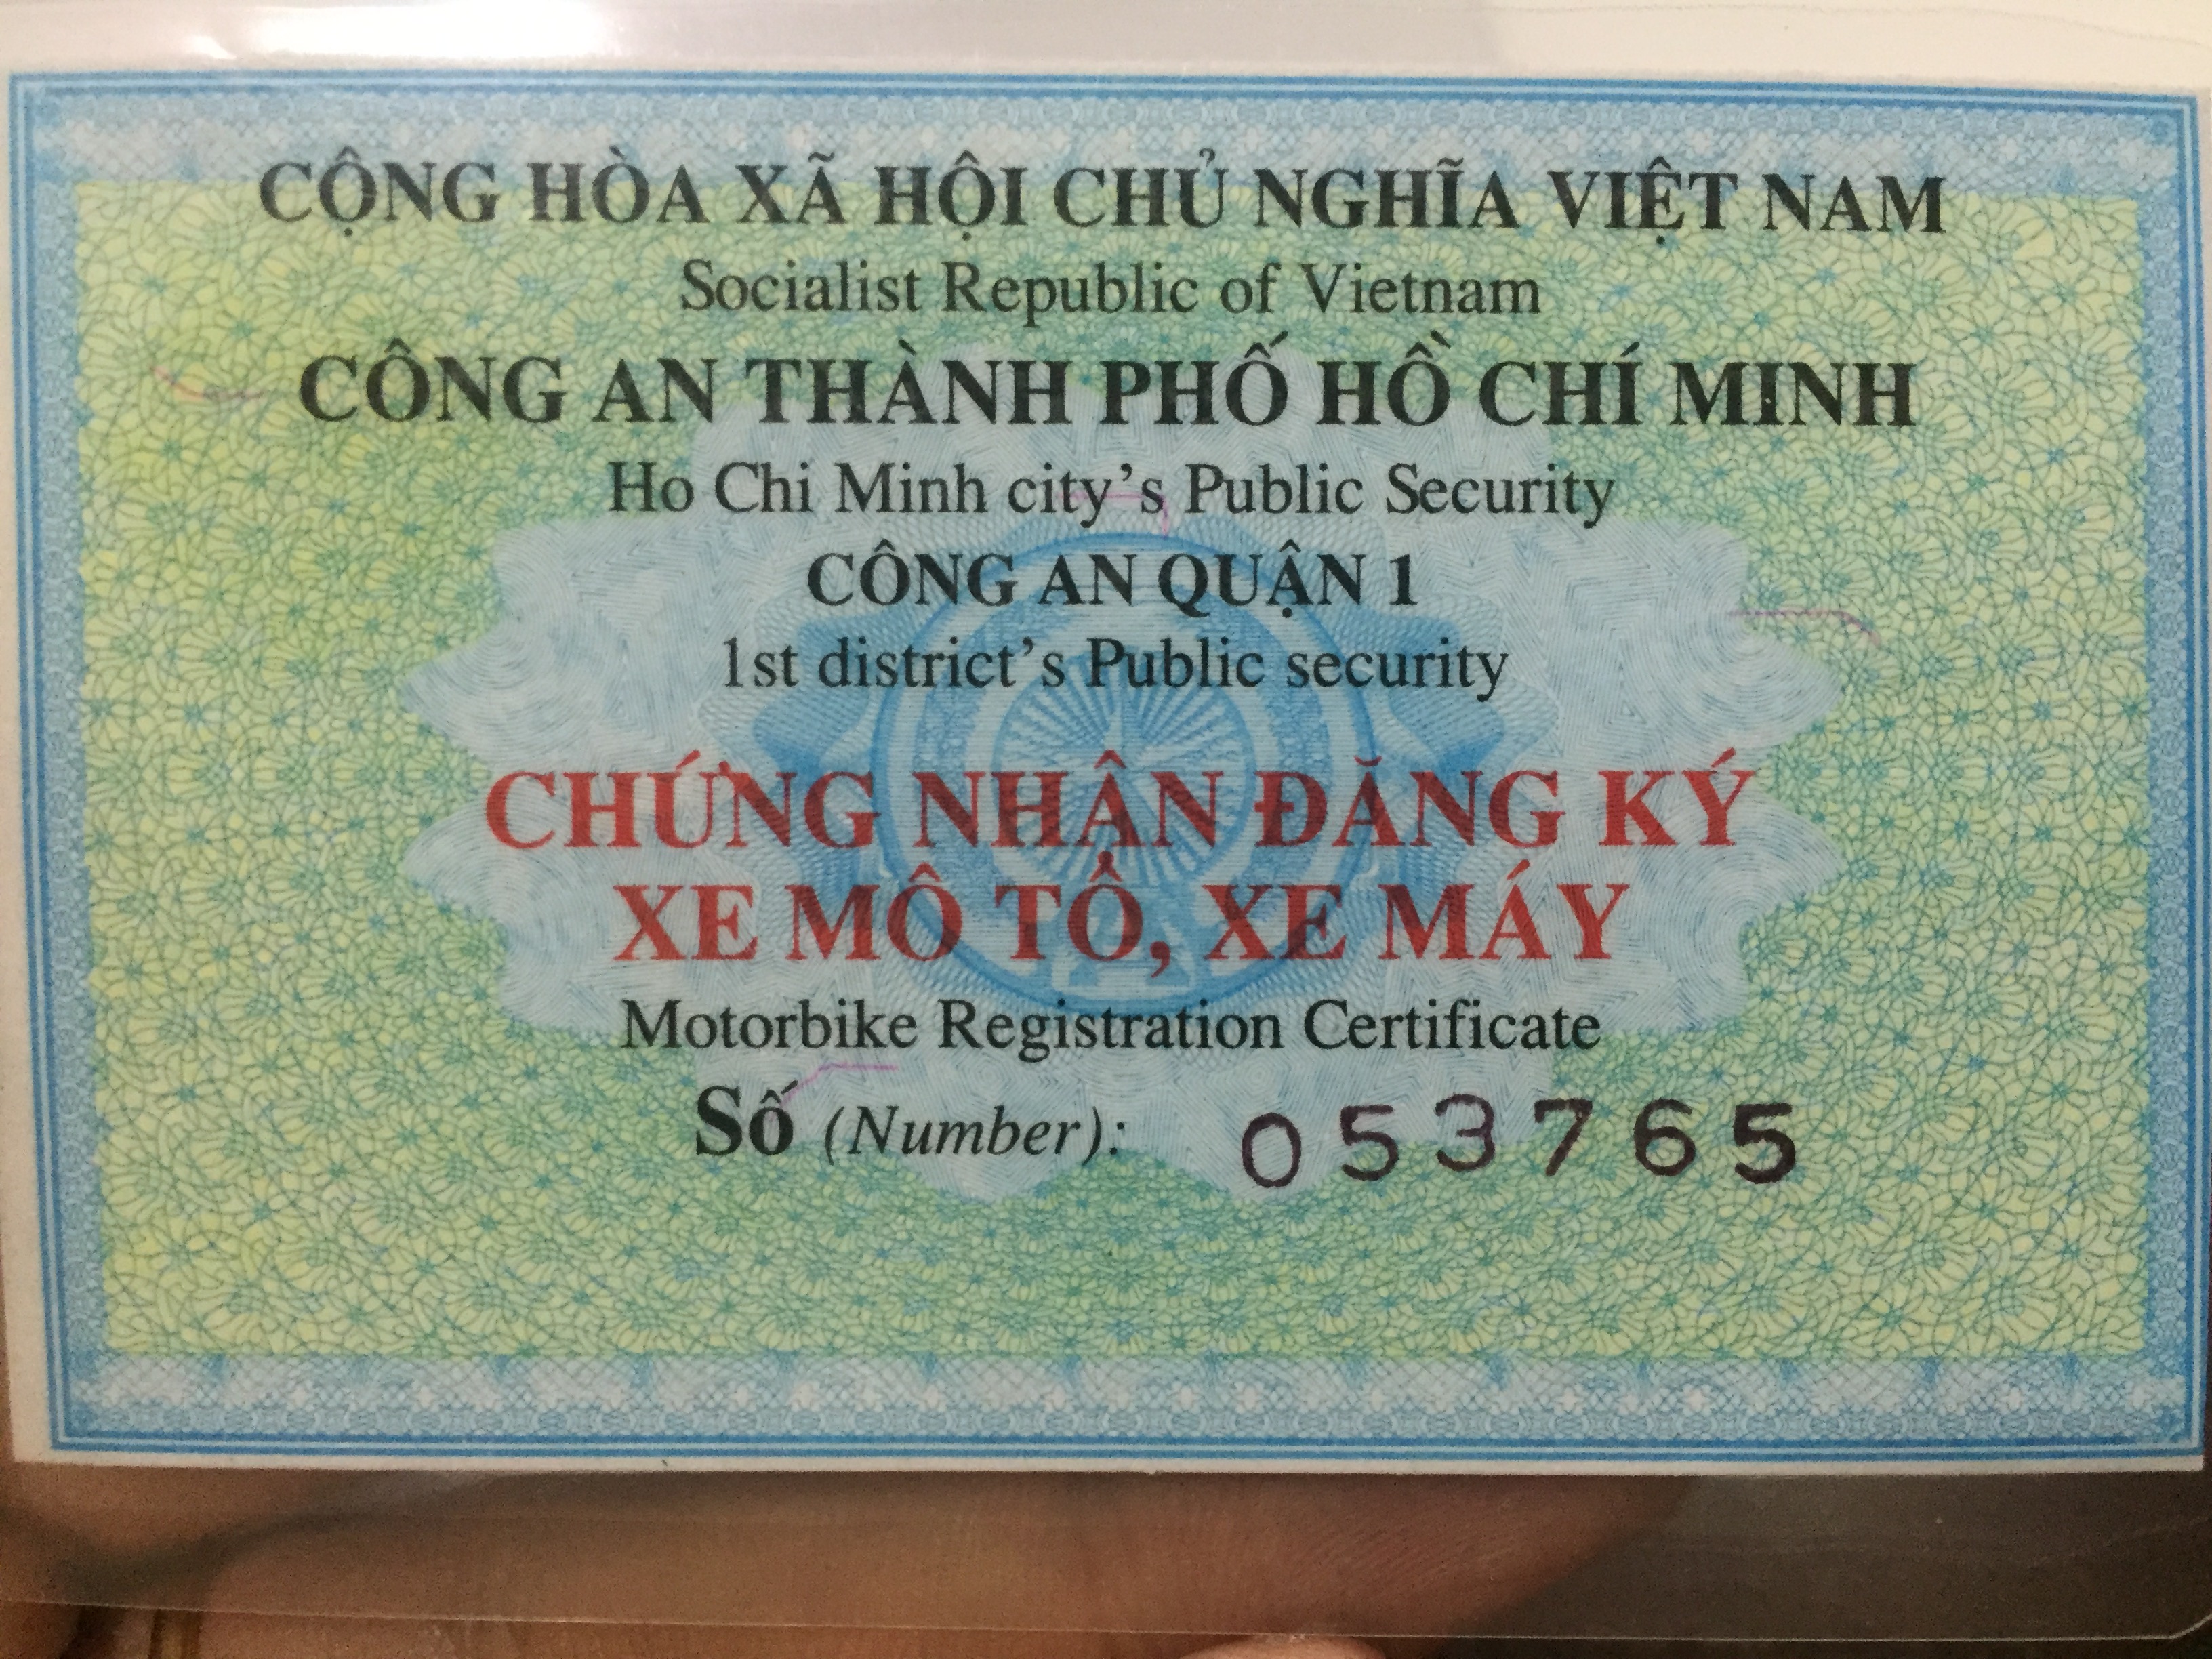 CỘNG HÒA XÃ HỘI CHỦ NGHĨA VIỆT NAM
Socialist Republic of Vietnam
CÔNG AN THÀNH PHỐ HỒ CHÍ MINH
Ho Chi Minh city's Public Security
CÔNG AN QUẬN 1
1st district's Public security
CHỨNG NHẬN ĐĂNG KÝ
XE MÔ TÔ, XE MÁY
Motorbike Registration Certificate
Số (Number): 053765